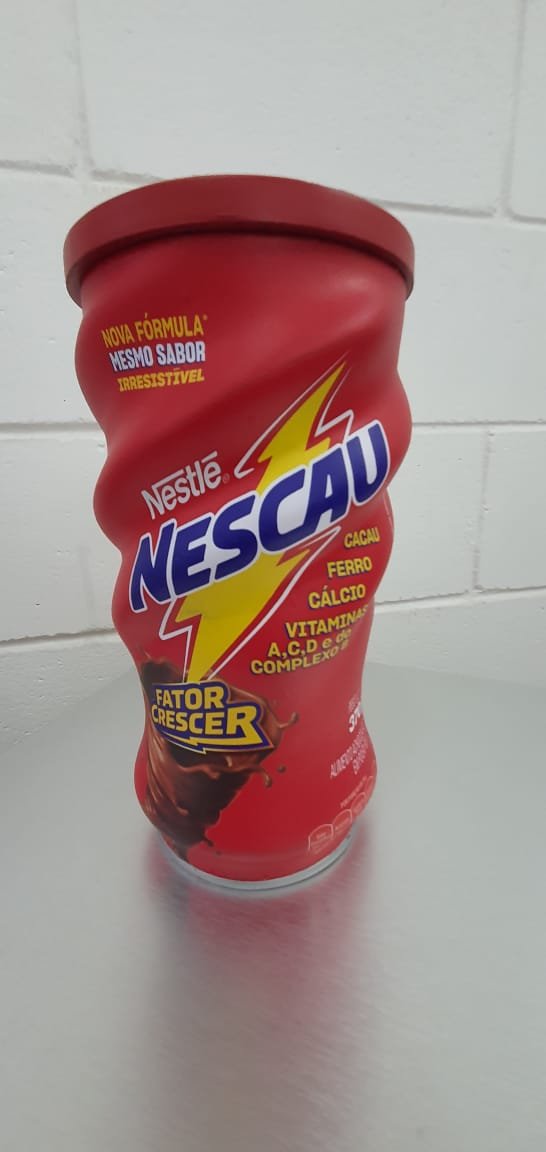 NOVA FÓRMULA*
MESMO SABOR
IRRESISTÍVEL
Nestlé®
NESCAU
CACAU
FERRO
CÁLCIO
VITAMINAS
A,C,D e do
COMPLEXO B
FATOR
CRESCER